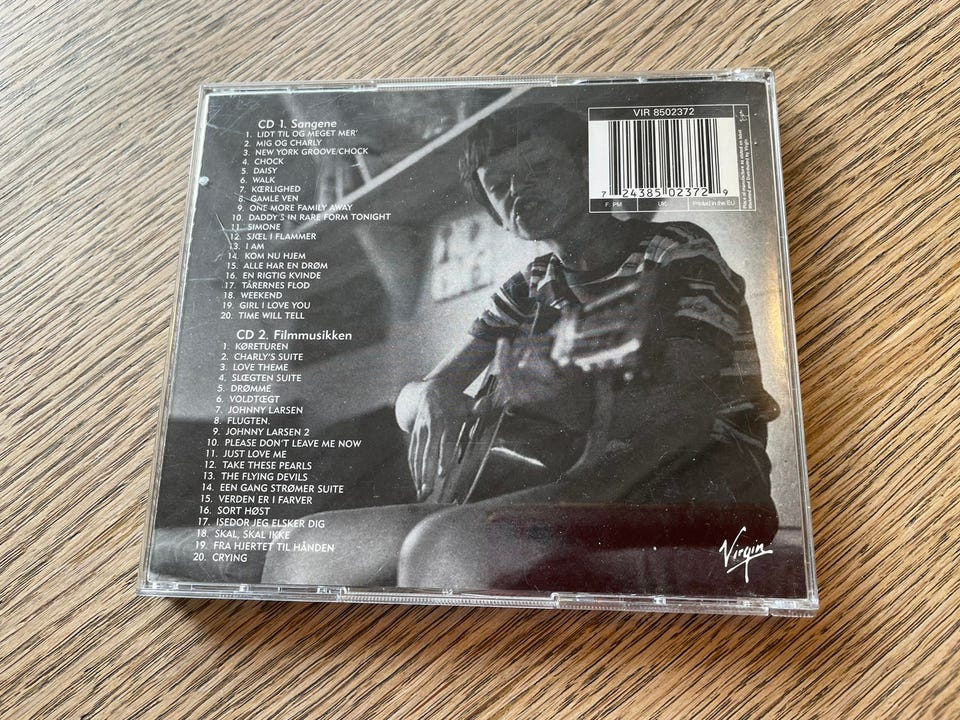 CD 1. Sangene
1. LIDT TIL OG MEGET MER'
2. MIG OG CHARLY
3. NEW YORK GROOVE/CHOCK
4. CHOCK
5. DAISY
6. WALK
7. KÆRLIGHED
8. GAMLE VEN
9. ONE MORE FAMILY AWAY
10. DADDY'S IN RARE FORM TONIGHT
11. SIMONE
12. SJÆL I FLAMMER
13. I AM
14. KOM NU HJEM
15. ALLE HAR EN DRØM
16. EN RIGTIG KVINDE
17. TÅRERNES FLOD
18. WEEKEND
19. GIRL I LOVE YOU
20. TIME WILL TELL
CD 2. Filmmusikken
1. KØRETUREN
2. CHARLY'S SUITE
3. LOVE THEME
4. SLÆGTEN SUITE
5. DRØMME
6. VOLDTŒGT
7. JOHNNY LARSEN
8. FLUGTEN.
9. JOHNNY LARSEN 2
10. PLEASE DON'T LEAVE ME NOW
11. JUST LOVE ME
12. TAKE THESE PEARLS
13. THE FLYING DEVILS
14. EEN GANG STRØMER SUITE
15. VERDEN ER I FARVER
16. SORT HØST
17. ISEDOR JEG ELSKER DIG
18. SKAL, SKAL IKKE
19. FRA HJERTET TIL HÅNDEN
20. CRYING
VIR 8502372
7 24385 02372 9
F: PM
Printed in the EU
Virgin